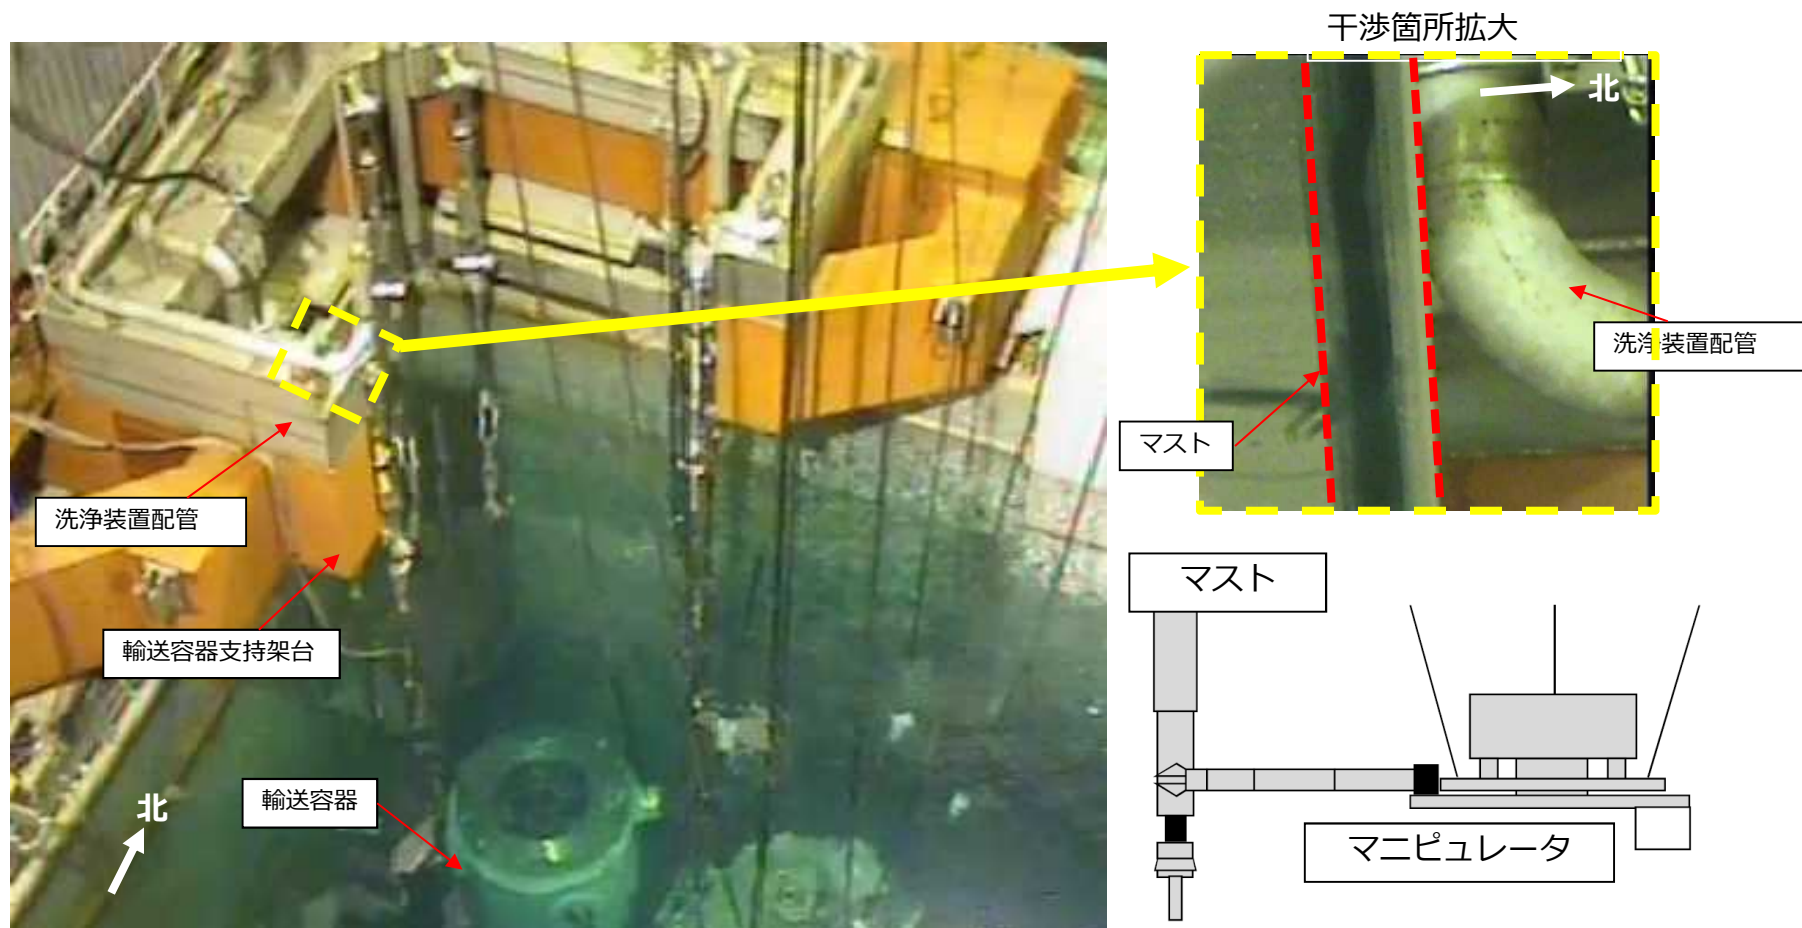 干渉箇所拡大
北
洗浄装置配管
マスト
洗浄装置配管
輸送容器支持架台
輸送容器
北
マスト
マニピュレータ